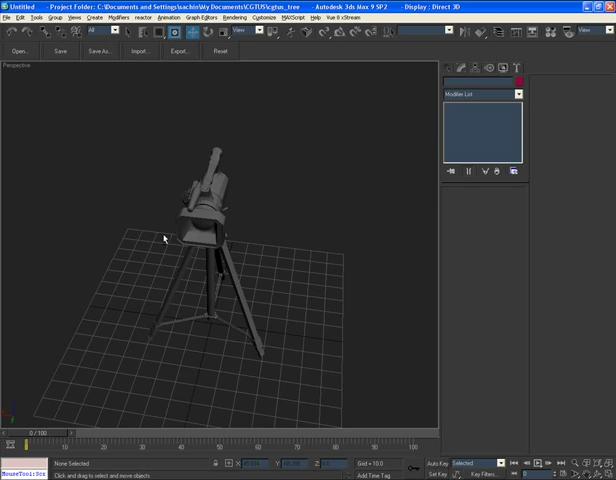 Untitled - Project Folder: C:\Documents and Settings\sachin\My Documents\CGTUS\cgtus_tree - Autodesk 3ds Max 9 SP2 - Display : Direct 3D
File Edit Tools Group Views Create Modifiers reactor Animation Graph Editors Rendering Customize MAXScript Help Vue 6 xStream
All View View
Open... Save Save As... Import... Export... Reset
Perspective
Modifier List
0 / 100
10 20 30 40 50 60 70 80 90 100
None Selected X: Y: Z: Grid = 10.0 Auto Key Selected
MouseTool:Scr Click and drag to select and move objects Add Time Tag Set Key Key Filters... 0